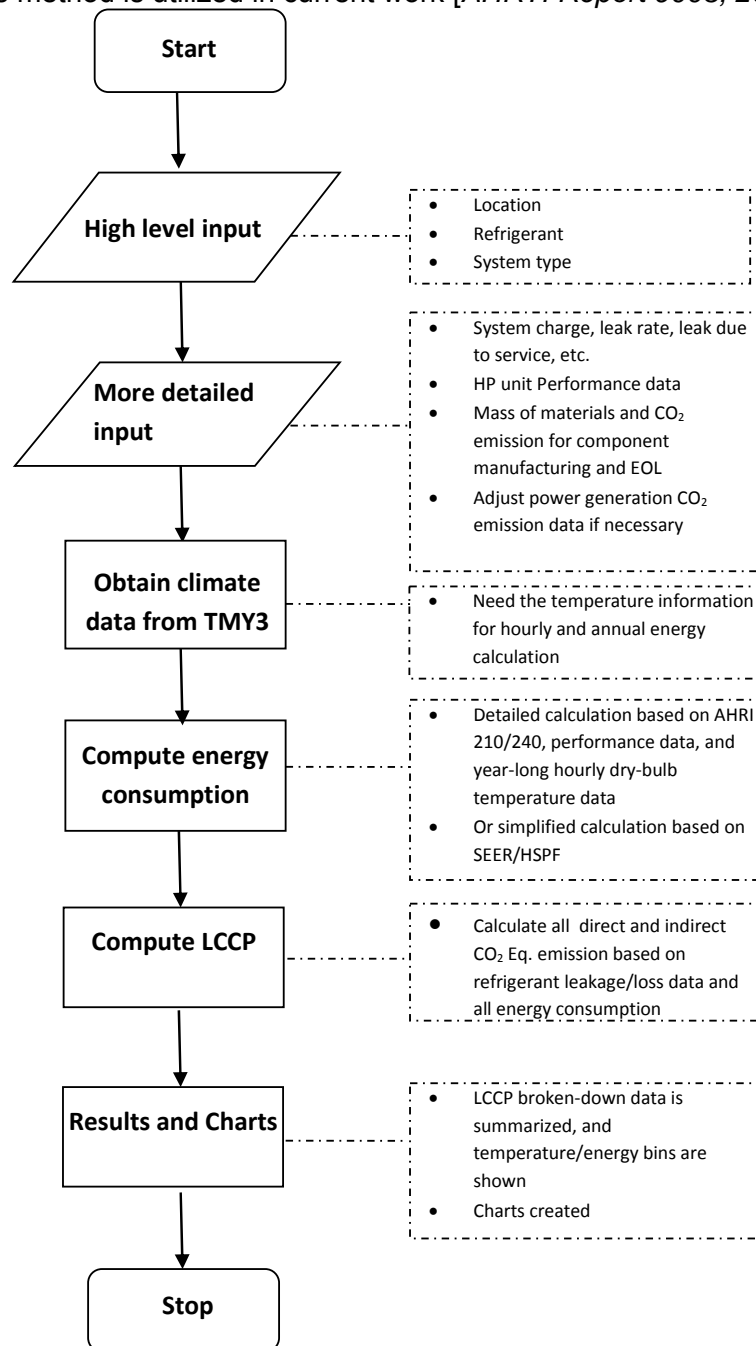 method is utilized in current work [
Start
High level input
• Location
• Refrigerant
• System type
More detailed
input
• System charge, leak rate, leak due
to service, etc.
• HP unit Performance data
• Mass of materials and CO₂
emission for component
manufacturing and EOL
• Adjust power generation CO₂
emission data if necessary
Obtain climate
data from TMY3
• Need the temperature information
for hourly and annual energy
calculation
Compute energy
consumption
• Detailed calculation based on AHRI
210/240, performance data, and
year-long hourly dry-bulb
temperature data
• Or simplified calculation based on
SEER/HSPF
Compute LCCP
• Calculate all direct and indirect
CO₂ Eq. emission based on
refrigerant leakage/loss data and
all energy consumption
Results and Charts
• LCCP broken-down data is
summarized, and
temperature/energy bins are
shown
• Charts created
Stop